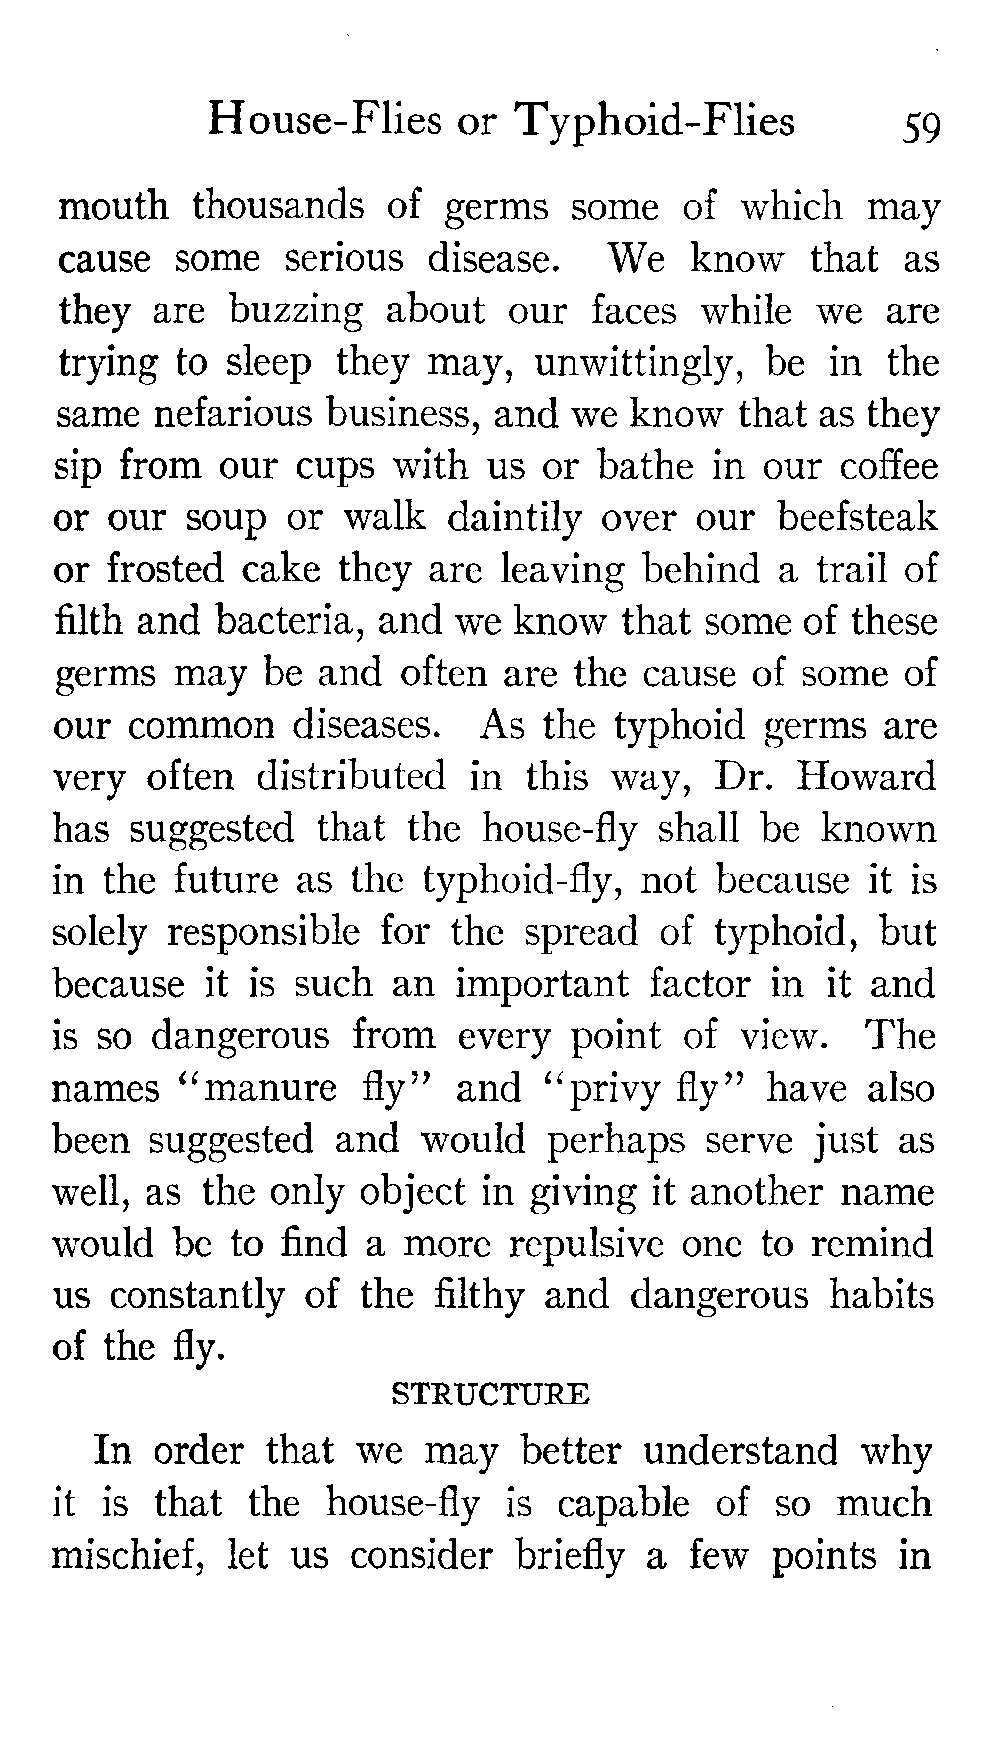 House-Flies or Typhoid-Flies 59
mouth thousands of germs some of which may
cause some serious disease. We know that as
they are buzzing about our faces while we are
trying to sleep they may, unwittingly, be in the
same nefarious business, and we know that as they
sip from our cups with us or bathe in our coffee
or our soup or walk daintily over our beefsteak
or frosted cake they are leaving behind a trail of
filth and bacteria, and we know that some of these
germs may be and often are the cause of some of
our common diseases. As the typhoid germs are
very often distributed in this way, Dr. Howard
has suggested that the house-fly shall be known
in the future as the typhoid-fly, not because it is
solely responsible for the spread of typhoid, but
because it is such an important factor in it and
is so dangerous from every point of view. The
names "manure fly" and "privy fly" have also
been suggested and would perhaps serve just as
well, as the only object in giving it another name
would be to find a more repulsive one to remind
us constantly of the filthy and dangerous habits
of the fly.
STRUCTURE
In order that we may better understand why
it is that the house-fly is capable of so much
mischief, let us consider briefly a few points in